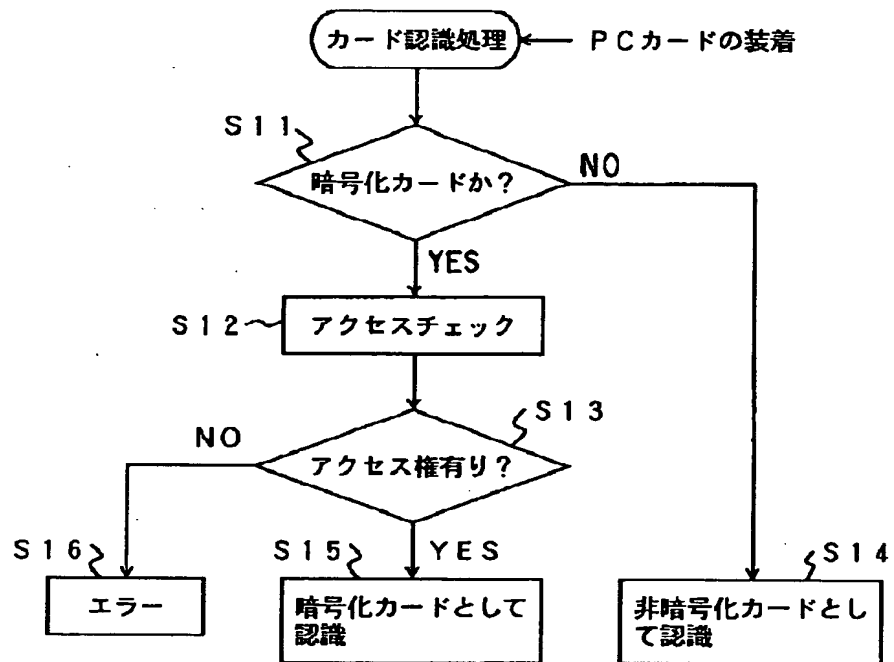 カード認識処理
PCカードの装着
S11
暗号化カードか?
NO
YES
S12
アクセスチェック
S13
NO
アクセス権有り?
S16
S15
YES
S14
エラー
暗号化カードとして
認識
非暗号化カードとし
て認識